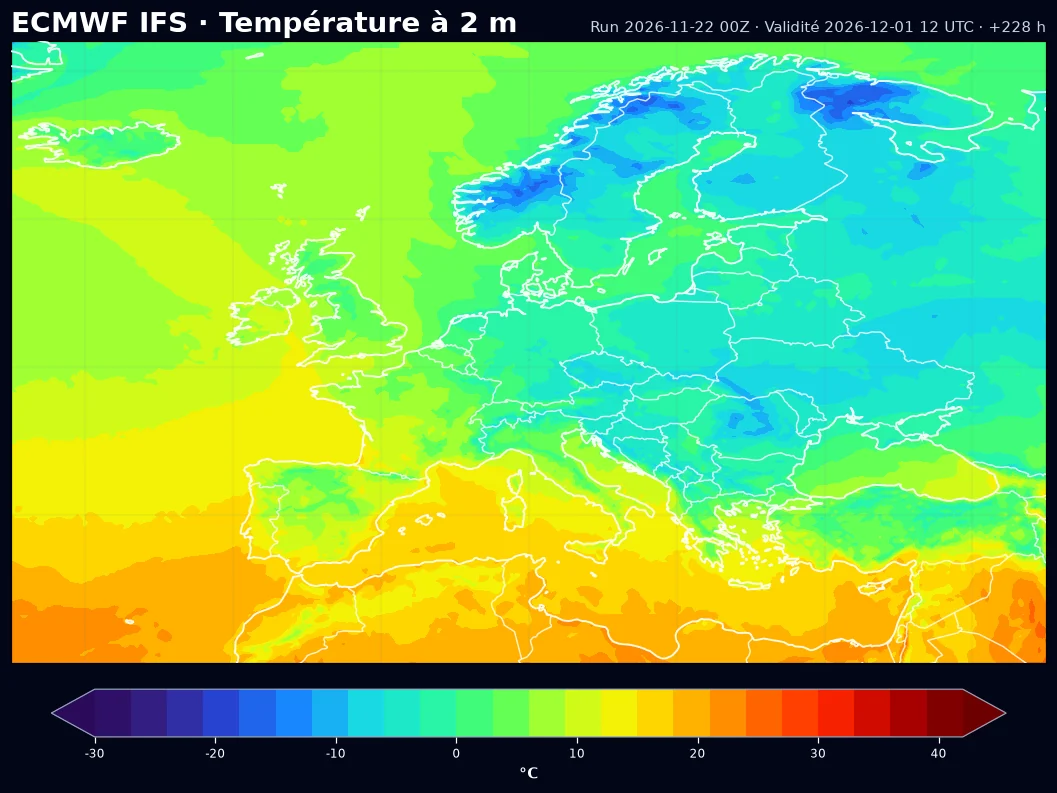 ECMWF IFS · Température à 2 m
Run 2026-11-22 00Z · Validité 2026-12-01 12 UTC · +228 h
-30 -20 -10 0 10 20 30 40
°C